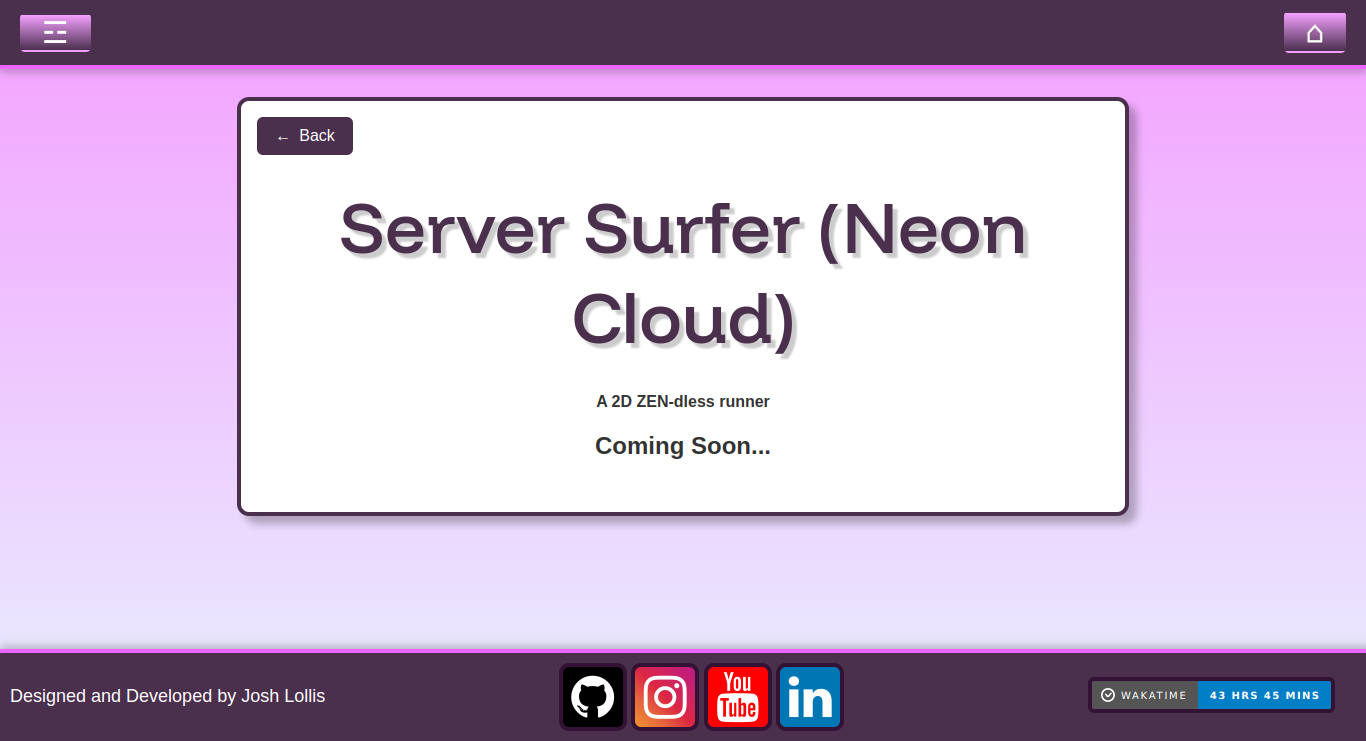 ← Back
Server Surfer (Neon
Cloud)
A 2D ZEN-dless runner
Coming Soon...
Designed and Developed by Josh Lollis
You
Tube
in
WAKATIME 43 HRS 45 MINS